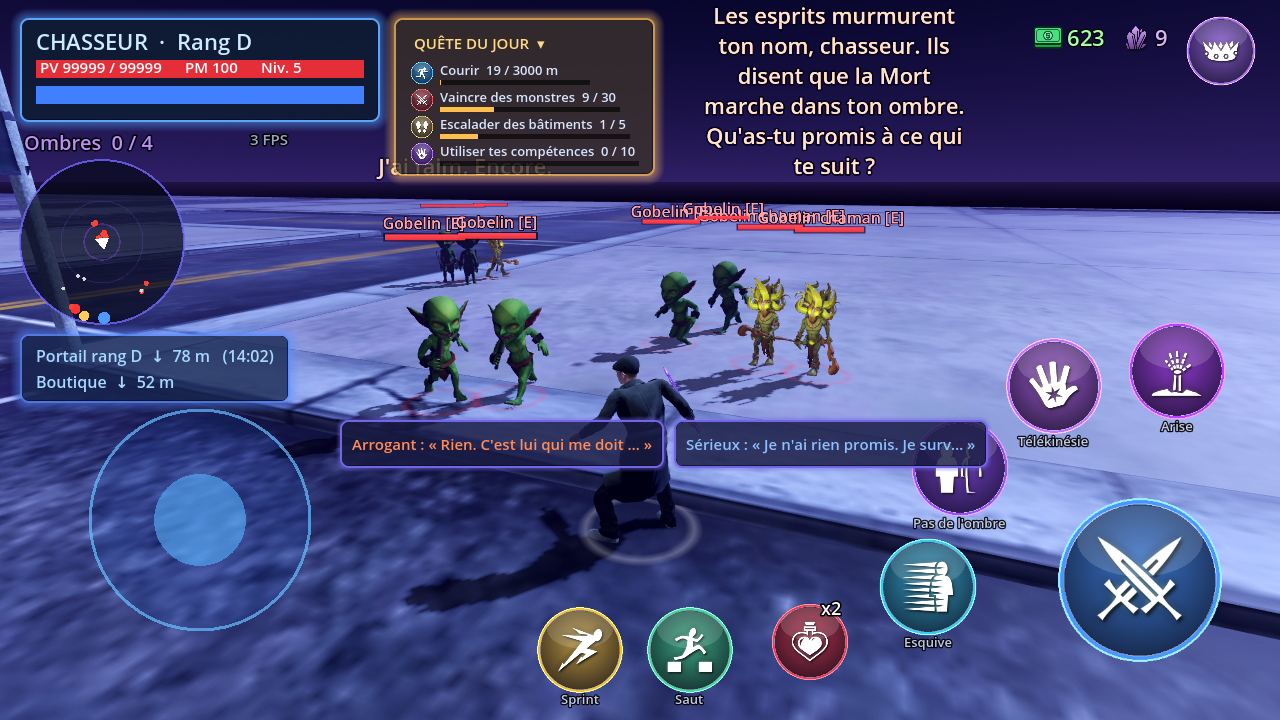 CHASSEUR · Rang D
PV 99999 / 99999 PM 100 Niv. 5
Ombres 0 / 4
3 FPS
QUÊTE DU JOUR ▼
Courir 19 / 3000 m
Vaincre des monstres 9 / 30
Escalader des bâtiments 1 / 5
Utiliser tes compétences 0 / 10
J'ai faim. Encore.
Les esprits murmurent
ton nom, chasseur. Ils
disent que la Mort
marche dans ton ombre.
Qu'as-tu promis à ce qui
te suit ?
623
9
Gobelin [E]
Gobelin [E]
Gobelin [E]
Gobelin [E]
Portail rang D ↓ 78 m (14:02)
Boutique ↓ 52 m
Arrogant : « Rien. C'est lui qui me doit ... »
Sérieux : « Je n'ai rien promis. Je surv... »
Télékinésie
Arise
Pas de l'ombre
Esquive
x2
Sprint
Saut